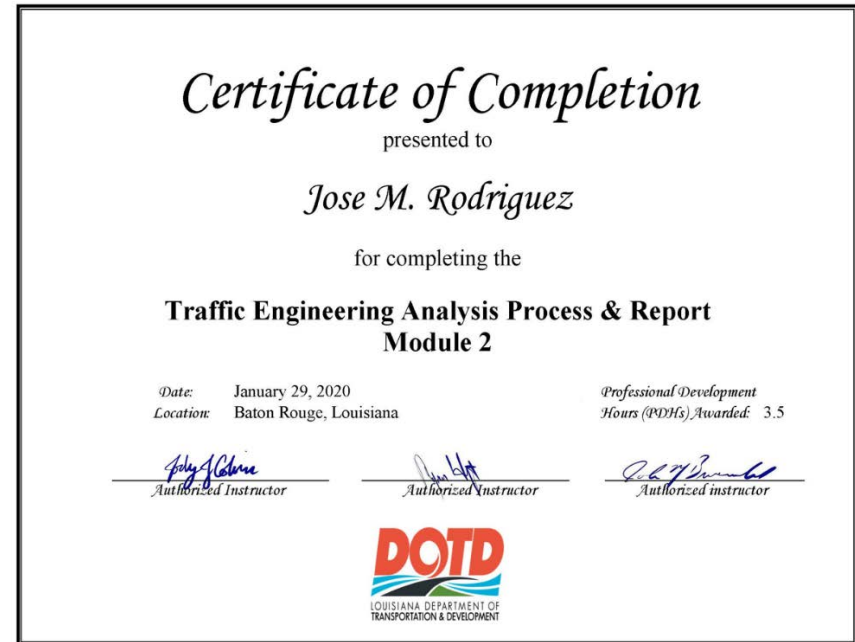 Certificate of Completion
presented to
Jose M. Rodriguez
for completing the
Traffic Engineering Analysis Process & Report
Module 2
Date: January 29, 2020
Location: Baton Rouge, Louisiana
Professional Development
Hours (PDHs) Awarded: 3.5
Authorized Instructor
Authorized Instructor
Authorized instructor
DOTD
LOUISIANA DEPARTMENT OF
TRANSPORTATION & DEVELOPMENT